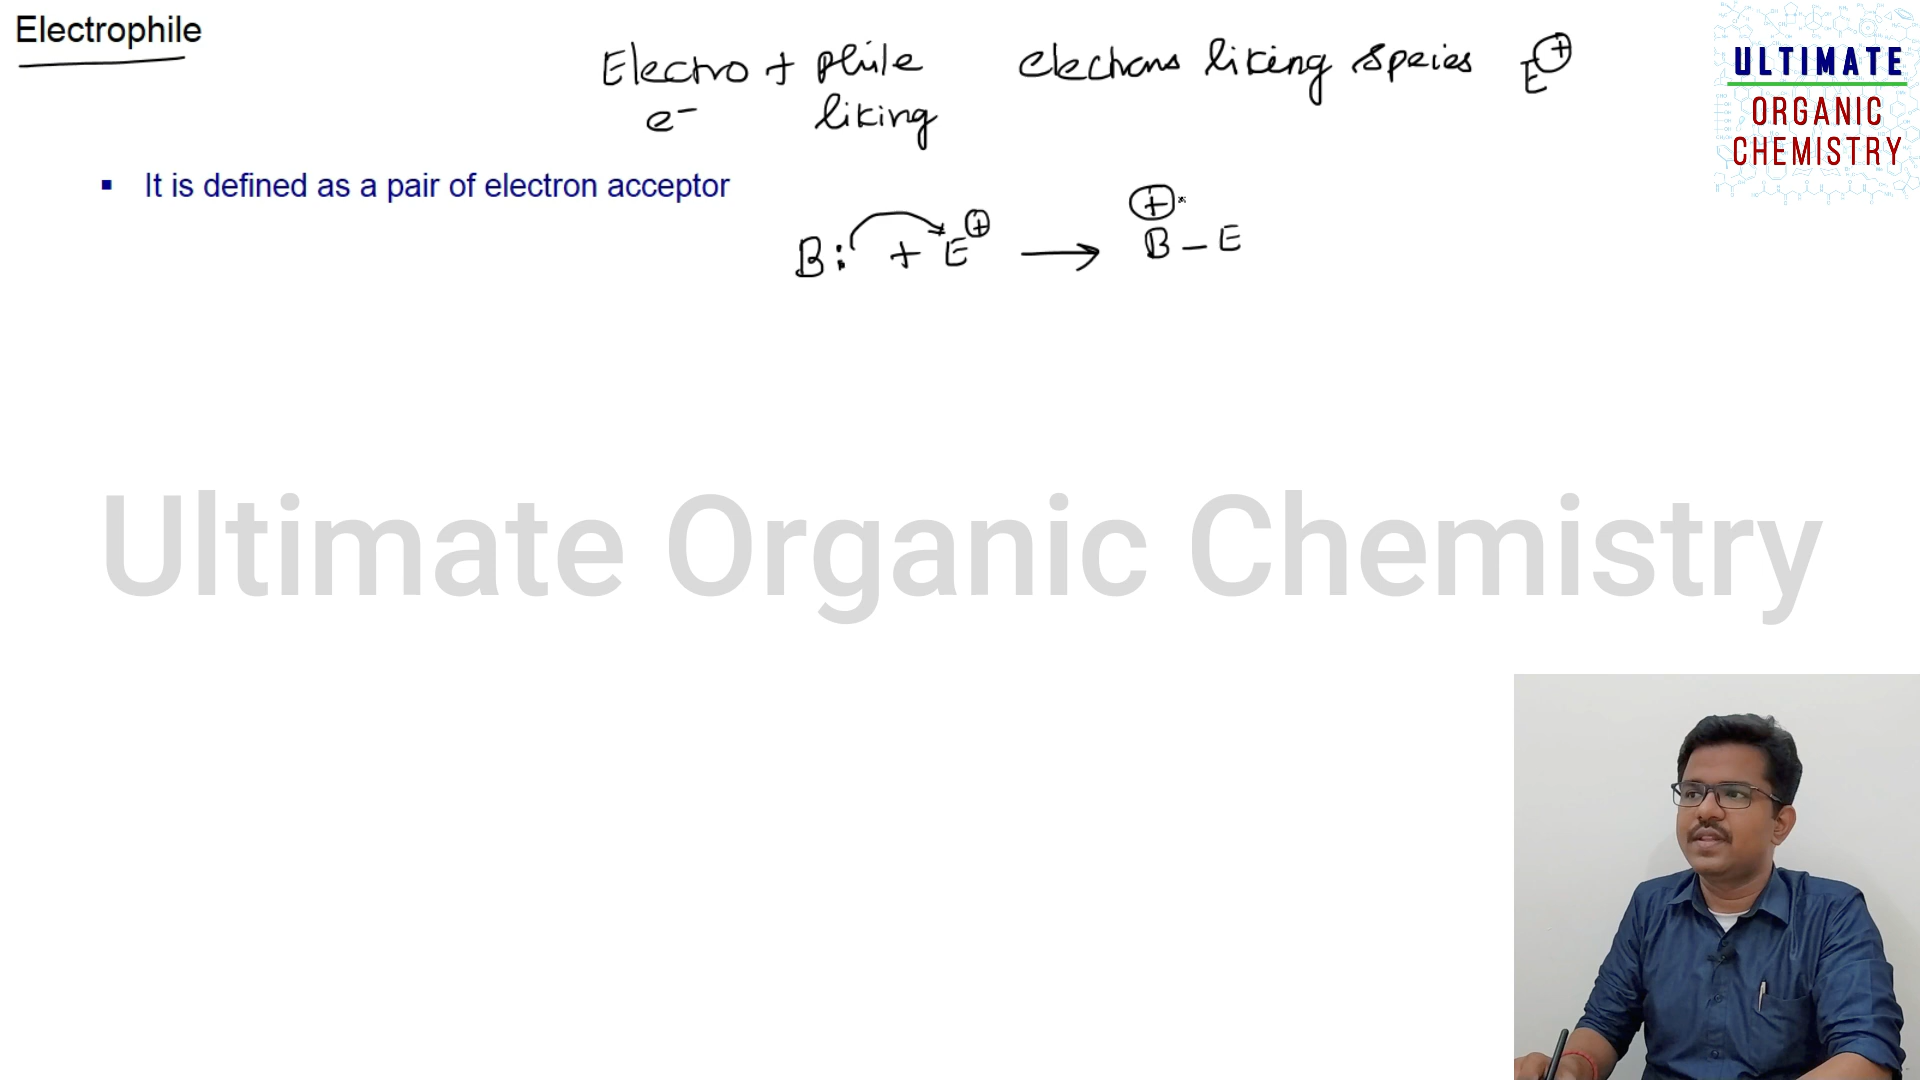 Electrophile
Electro + phile electrons liking species E⊕
e⁻ liking
ULTIMATE
ORGANIC
CHEMISTRY
▪ It is defined as a pair of electron acceptor
B: + E⊕ ⟶ ⊕B – E
Ultimate Organic Chemistry